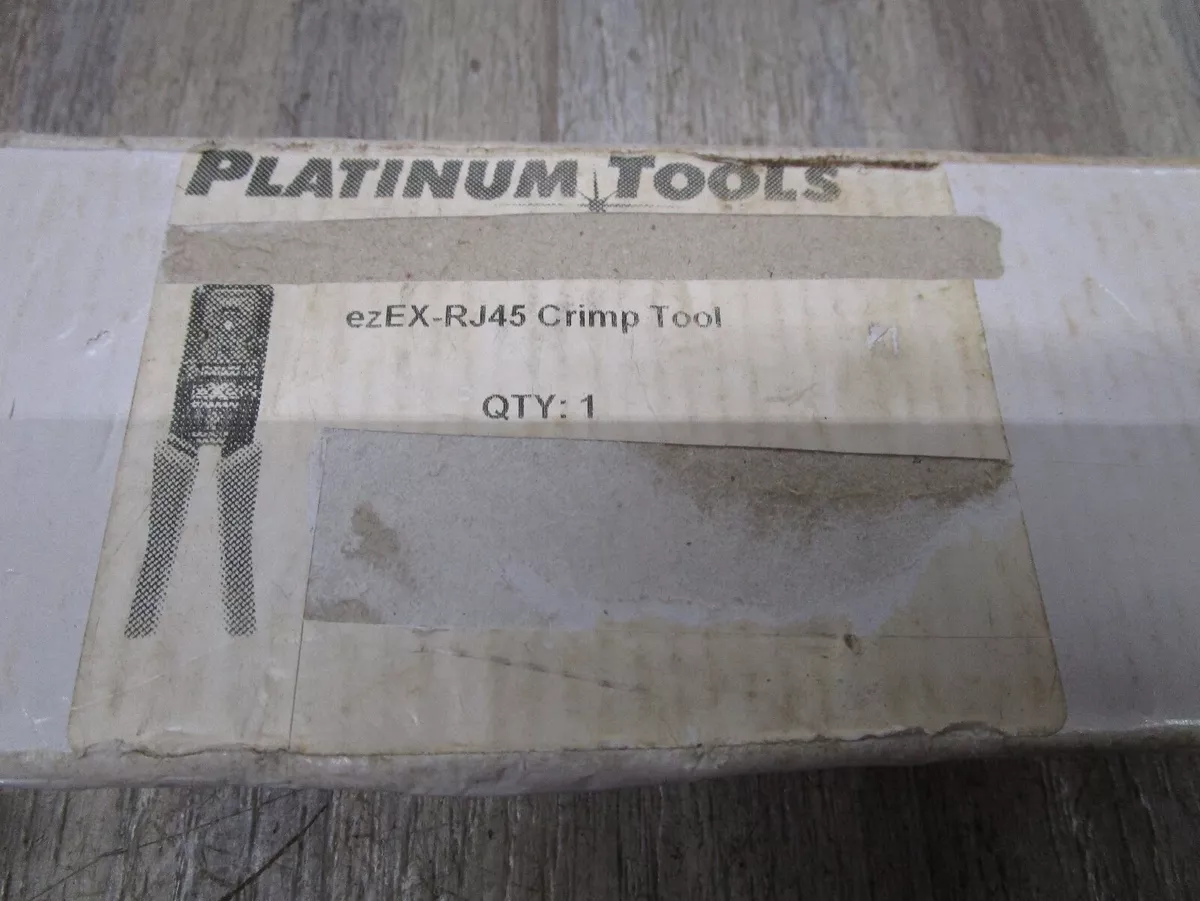 PLATINUM TOOLS
ezEX-RJ45 Crimp Tool
QTY: 1